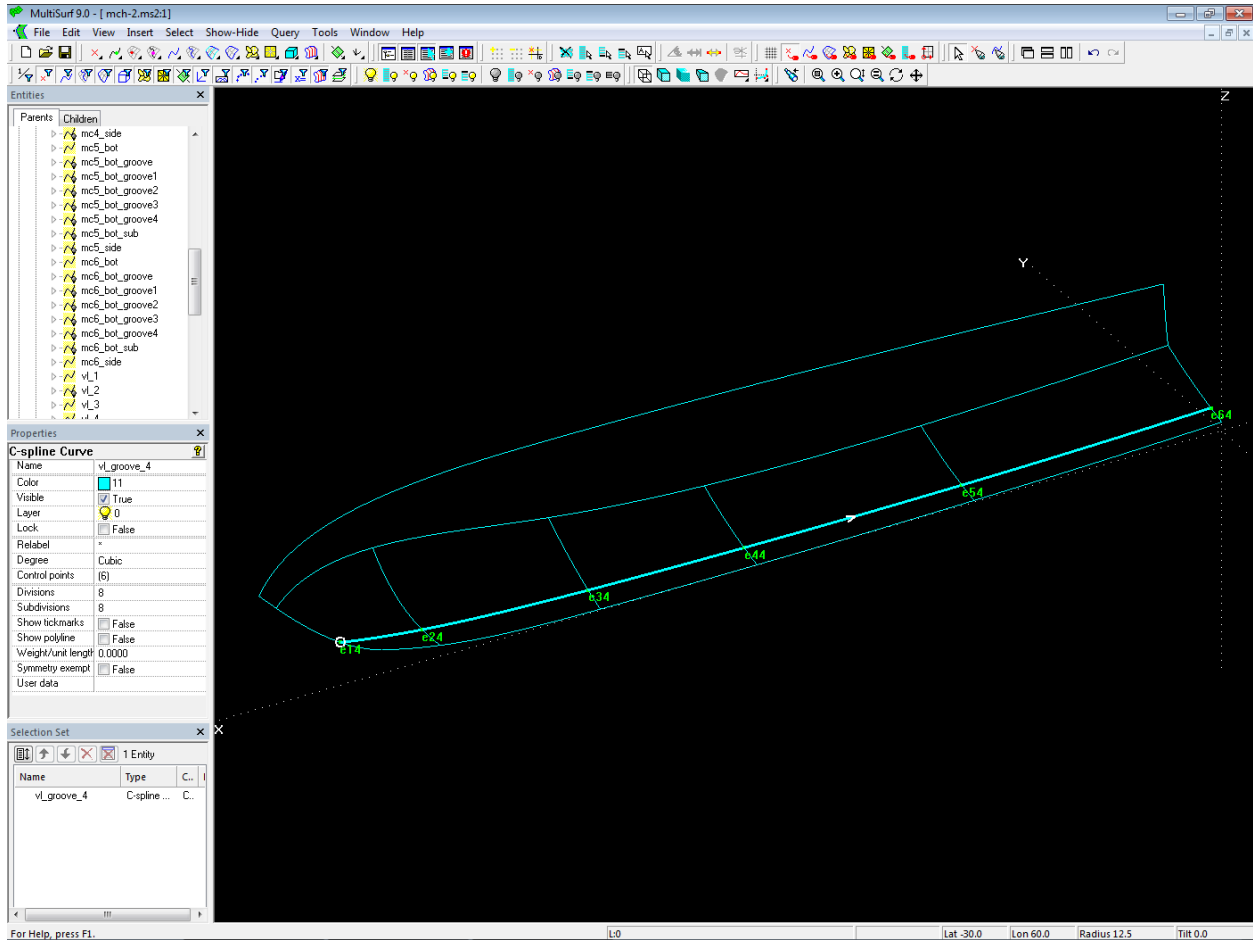 MultiSurf 9.0 - [ mch-2.ms2:1]
File Edit View Insert Select Show-Hide Query Tools Window Help
Entities
Parents Children
mc4_side
mc5_bot
mc5_bot_groove
mc5_bot_groove1
mc5_bot_groove2
mc5_bot_groove3
mc5_bot_groove4
mc5_bot_sub
mc5_side
mc6_bot
mc6_bot_groove
mc6_bot_groove1
mc6_bot_groove2
mc6_bot_groove3
mc6_bot_groove4
mc6_bot_sub
mc6_side
vl_1
vl_2
vl_3
Properties
C-spline Curve
Name vl_groove_4
Color 11
Visible True
Layer 0
Lock False
Relabel *
Degree Cubic
Control points (6)
Divisions 8
Subdivisions 8
Show tickmarks False
Show polyline False
Weight/unit length 0.0000
Symmetry exempt False
User data
Selection Set
1 Entity
Name Type C..
vl_groove_4 C-spline ... C..
Z
Y
X
e64
e54
e44
e34
e24
e14
For Help, press F1. L:0 Lat -30.0 Lon 60.0 Radius 12.5 Tilt 0.0